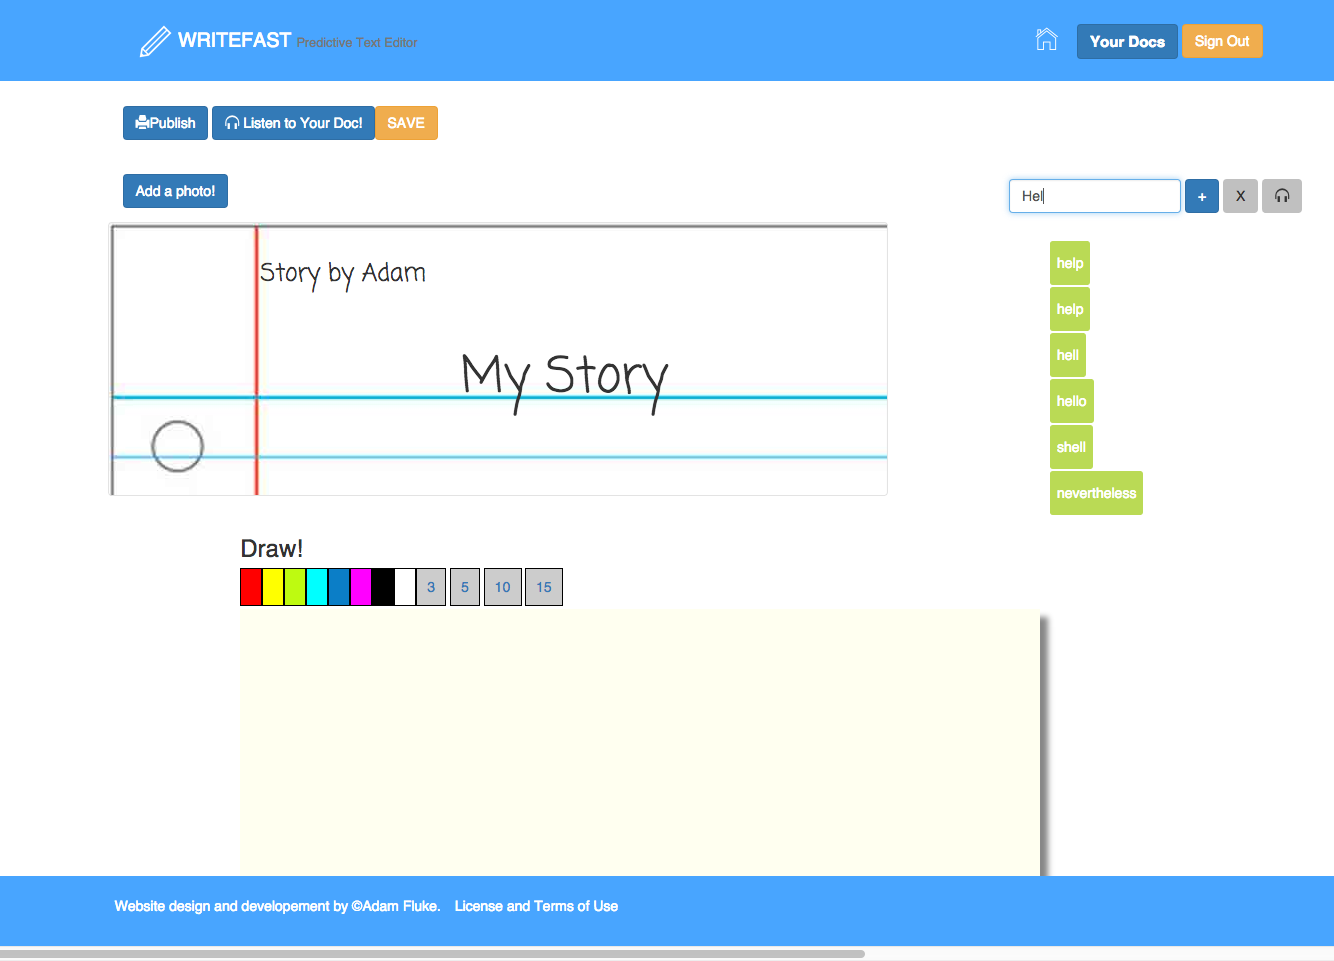 WRITEFAST Predictive Text Editor
Your Docs
Sign Out
Publish
Listen to Your Doc!
SAVE
Add a photo!
Hel
+
X
Story by Adam
My Story
help
help
hell
hello
shell
nevertheless
Draw!
3
5
10
15
Website design and developement by ©Adam Fluke. License and Terms of Use